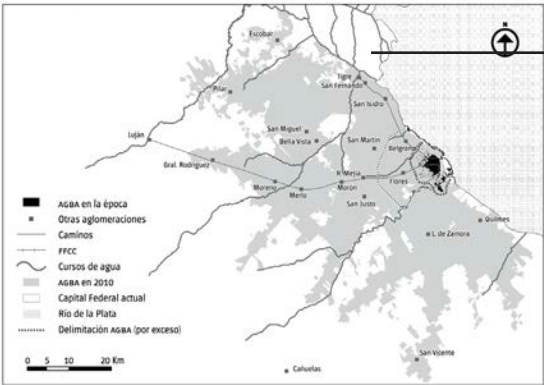 Escobar
Tigre
San Fernando
Pilar
San Isidro
San Miguel
Luján
Bella Vista
San Martín
Belgrano
Gral. Rodríguez
R. Mejía
Flores
Moreno
Merlo
Morón
San Justo
Quilmes
L. de Zamora
AGBA en la época
Otras aglomeraciones
Caminos
FFCC
Cursos de agua
AGBA en 2010
Capital Federal actual
Río de la Plata
Delimitación AGBA (por exceso)
0 5 10 20 Km
San Vicente
Cañuelas